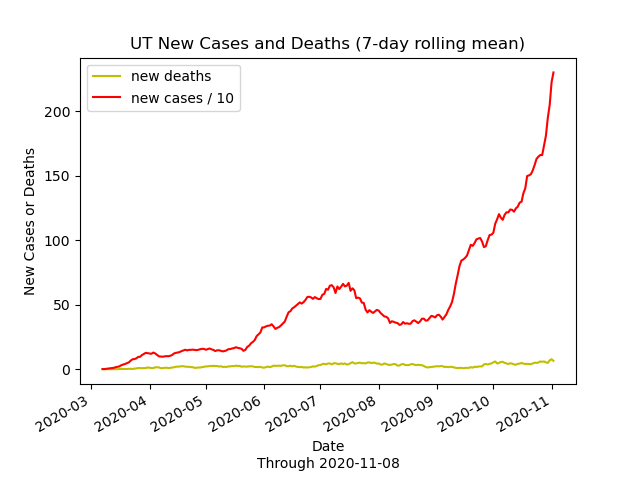 UT New Cases and Deaths (7-day rolling mean)
new deaths
new cases / 10
New Cases or Deaths
200
150
100
50
0
2020-03
2020-04
2020-05
2020-06
2020-07
2020-08
2020-09
2020-10
2020-11
Date
Through 2020-11-08